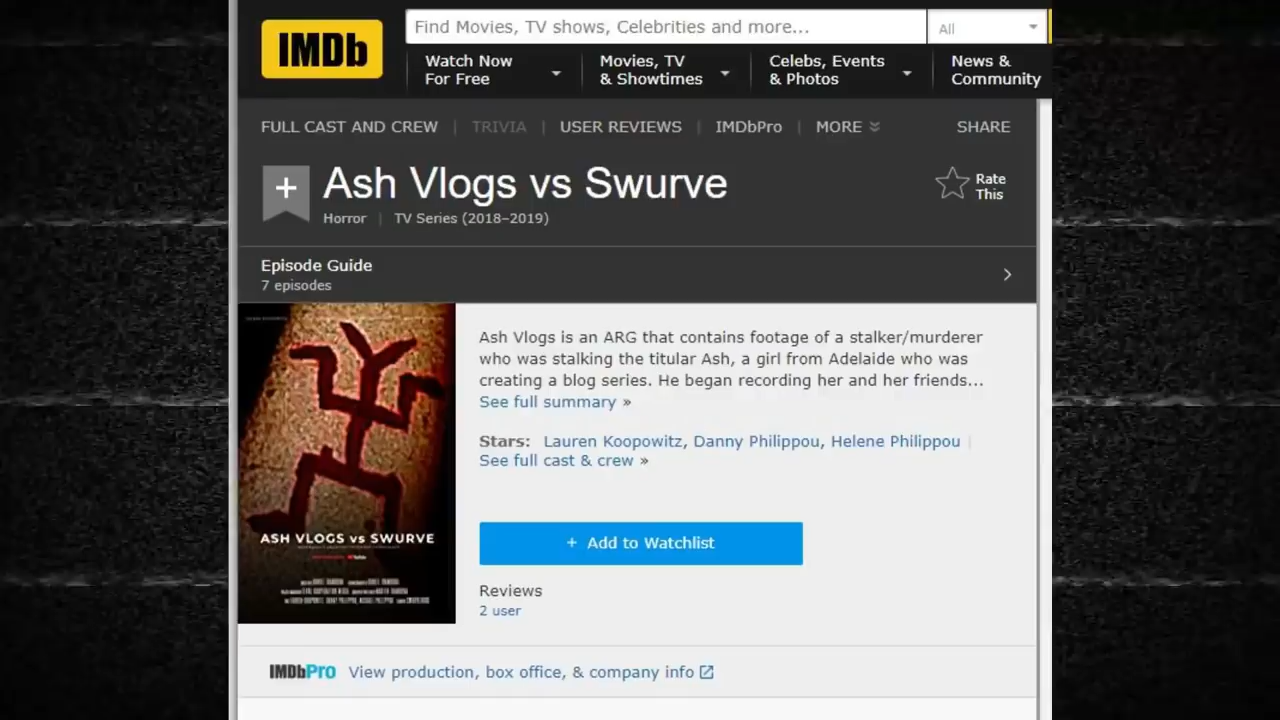 IMDb
Find Movies, TV shows, Celebrities and more...
All
Watch Now
For Free
Movies, TV
& Showtimes
Celebs, Events
& Photos
News &
Community
FULL CAST AND CREW | TRIVIA | USER REVIEWS | IMDbPro | MORE
SHARE
+
Ash Vlogs vs Swurve
Rate
This
Horror | TV Series (2018–2019)
Episode Guide
7 episodes
Ash Vlogs is an ARG that contains footage of a stalker/murderer
who was stalking the titular Ash, a girl from Adelaide who was
creating a blog series. He began recording her and her friends...
See full summary »
Stars: Lauren Koopowitz, Danny Philippou, Helene Philippou |
See full cast & crew »
ASH VLOGS vs SWURVE
+ Add to Watchlist
Reviews
2 user
IMDbPro View production, box office, & company info